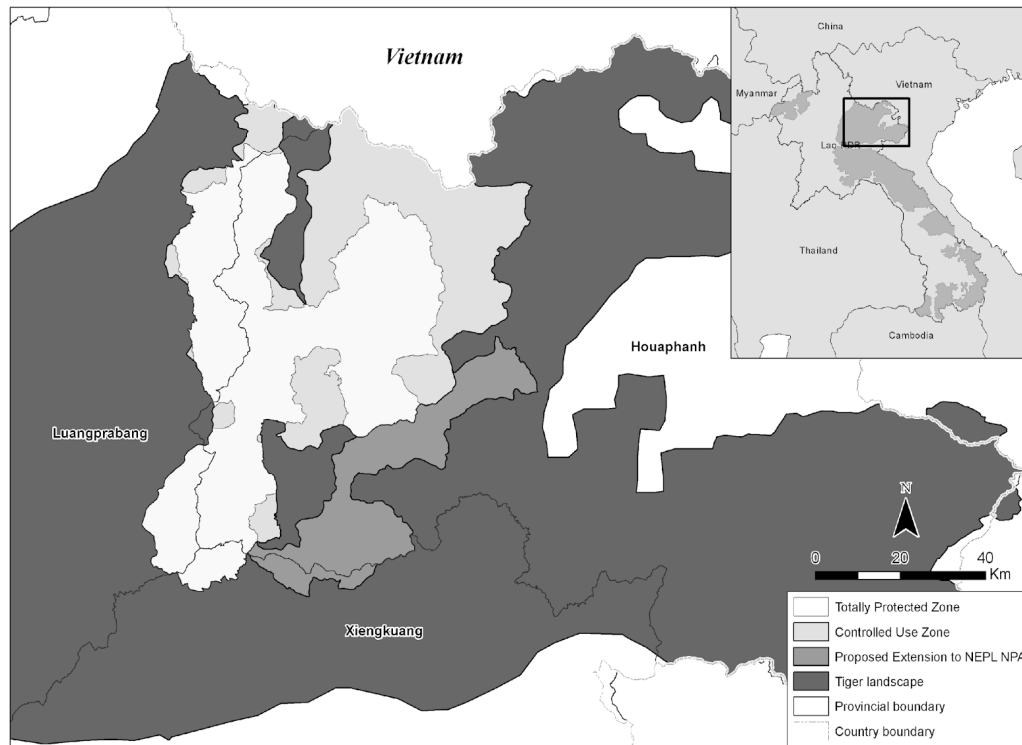 Vietnam
China
Myanmar
Vietnam
Lao PDR
Thailand
Cambodia
Houaphanh
Luangprabang
Xiengkuang
N
0 20 40
Km
Totally Protected Zone
Controlled Use Zone
Proposed Extension to NEPL NPA
Tiger landscape
Provincial boundary
Country boundary